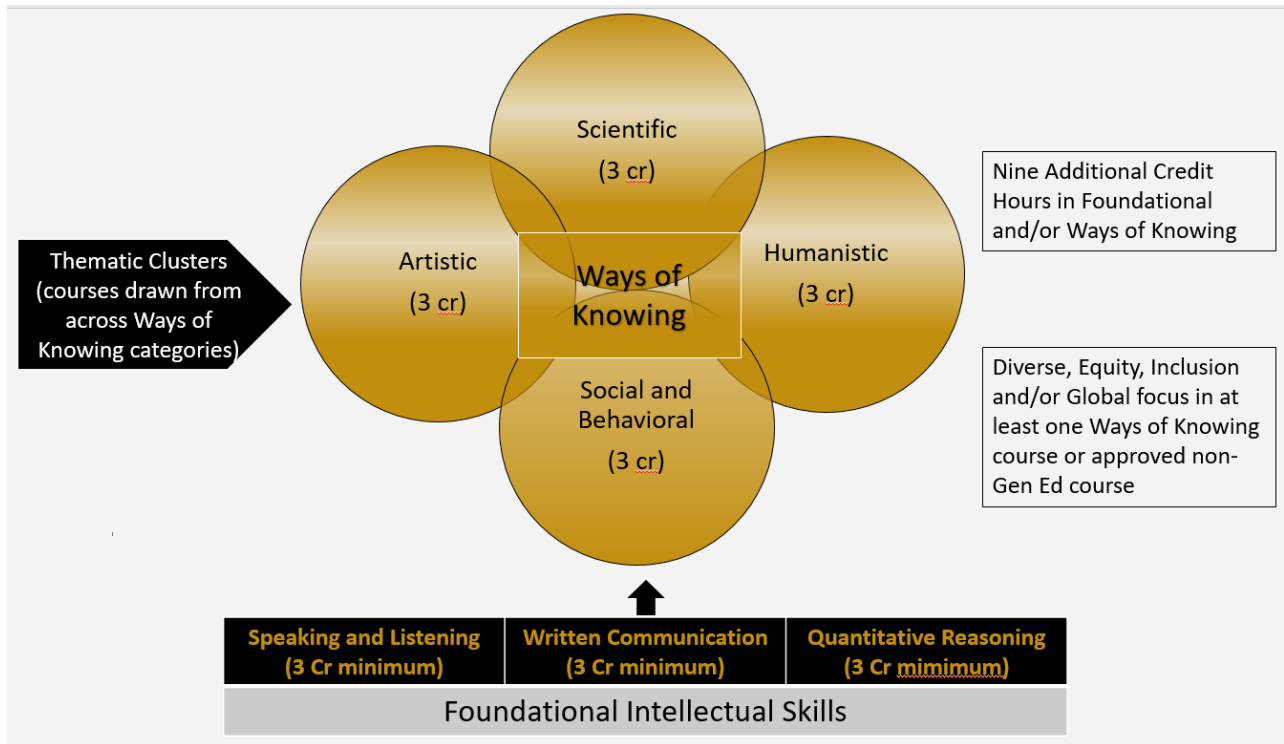 Scientific
(3 cr)
Artistic
(3 cr)
Ways of
Knowing
Humanistic
(3 cr)
Social and
Behavioral
(3 cr)
Thematic Clusters
(courses drawn from
across Ways of
Knowing categories)
Nine Additional Credit
Hours in Foundational
and/or Ways of Knowing
Diverse, Equity, Inclusion
and/or Global focus in at
least one Ways of Knowing
course or approved non-
Gen Ed course
Speaking and Listening
(3 Cr minimum)
Written Communication
(3 Cr minimum)
Quantitative Reasoning
(3 Cr mimimum)
Foundational Intellectual Skills